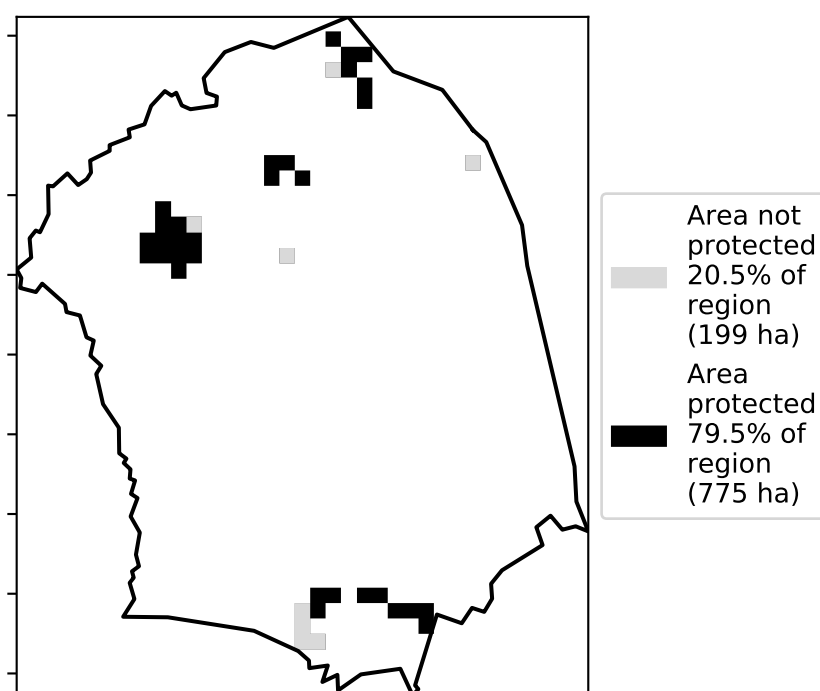 Area not
protected
20.5% of
region
(199 ha)
Area
protected
79.5% of
region
(775 ha)